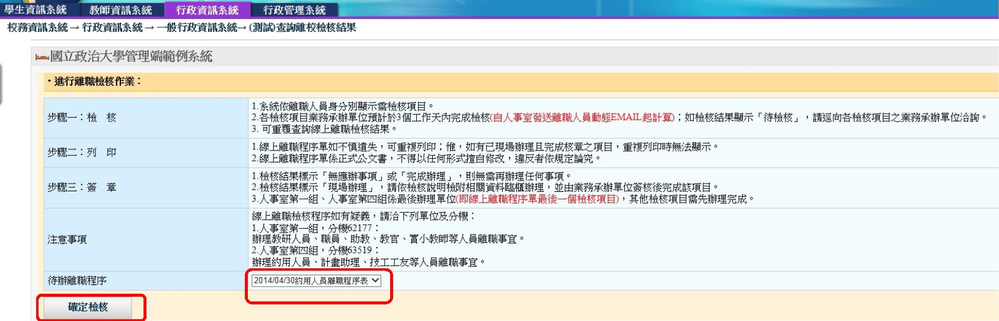 學生資訊系統 教師資訊系統 行政資訊系統 行政管理系統
校務資訊系統→行政資訊系統→一般行政資訊系統→(測試)查詢離校檢核結果
國立政治大學管理端範例系統
・進行離職檢核作業：
步驟一：檢 核
1.系統依離職人員身分別顯示需檢核項目。
2.各檢核項目業務承辦單位預計於3個工作天內完成檢核(自人事室發送離職人員動態EMAIL起計算)；如檢核結果顯示「待檢核」，請逕向各檢核項目之業務承辦單位洽詢。
3. 可重覆查詢線上離職檢核結果。
步驟二：列 印
1.線上離職程序單如不慎遺失，可重複列印；惟，如有已現場辦理且完成核章之項目，重複列印時無法顯示。
2.線上離職程序單係正式公文書，不得以任何形式擅自修改，違反者依規定論究。
步驟三：簽 章
1.檢核結果標示「無應辦事項」或「完成辦理」，則無需再辦理任何事項。
2.檢核結果標示「現場辦理」，請依檢核說明檢附相關資料臨櫃辦理，並由業務承辦單位簽核後完成該項目。
3.人事室第一組、人事室第四組係最後辦理單位(即線上離職程序單最後一個檢核項目)，其他檢核項目需先辦理完成。
注意事項
線上離職檢核程序如有疑義，請洽下列單位及分機：
1.人事室第一組，分機62177：
辦理教研人員、職員、助教、教官、實小教師等人員離職事宜。
2.人事室第四組，分機63519：
辦理約用人員、計畫助理、技工工友等人員離職事宜。
待辦離職程序
2014/04/30約用人員離職程序表
確定檢核